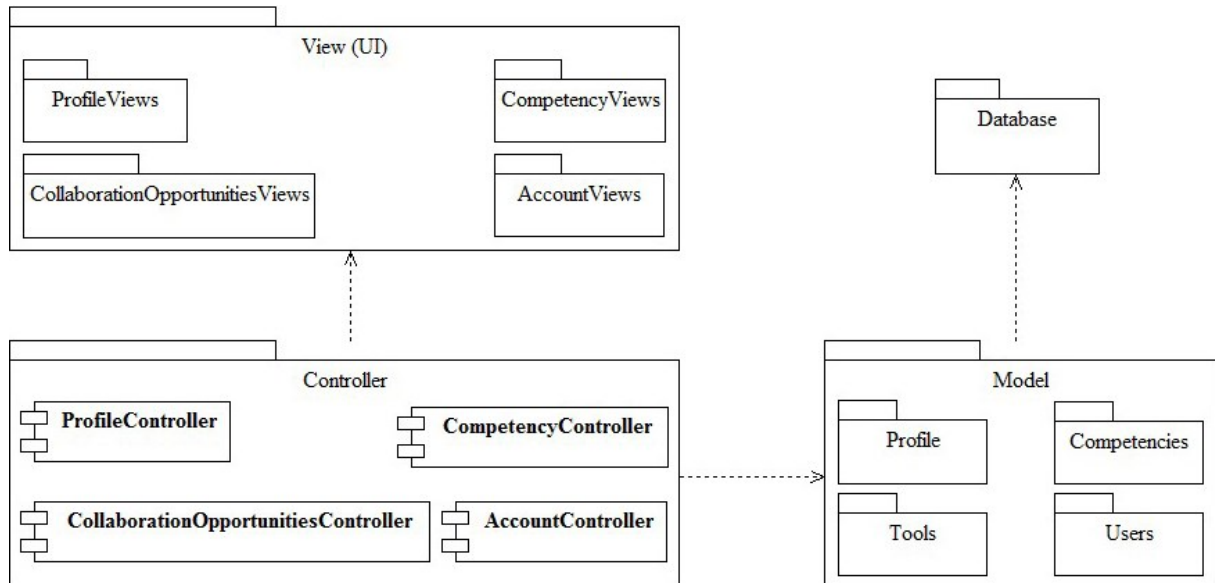 View (UI)
ProfileViews
CompetencyViews
CollaborationOpportunitiesViews
AccountViews
Database
Controller
ProfileController
CompetencyController
CollaborationOpportunitiesController
AccountController
Model
Profile
Competencies
Tools
Users